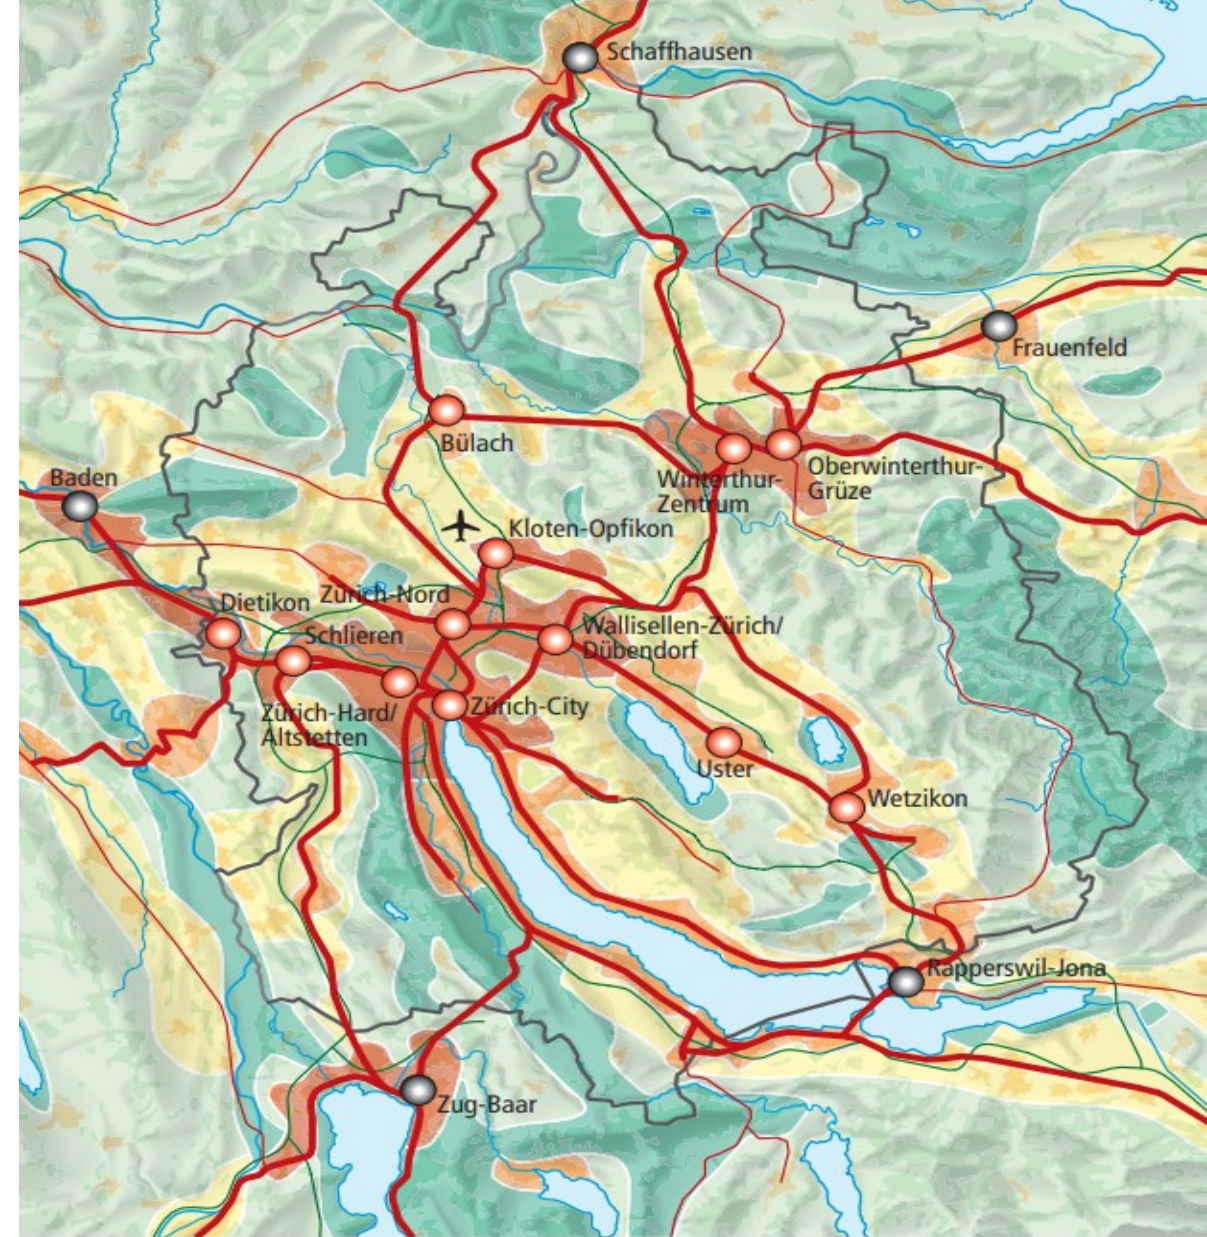 Schaffhausen
Frauenfeld
Bülach
Baden
Winterthur-
Zentrum
Oberwinterthur-
Grüze
Kloten-Opfikon
Dietikon
Zürich-Nord
Schlieren
Wallisellen-Zürich/
Dübendorf
Zürich-Hard/
Altstetten
Zürich-City
Uster
Wetzikon
Rapperswil-Jona
Zug-Baar